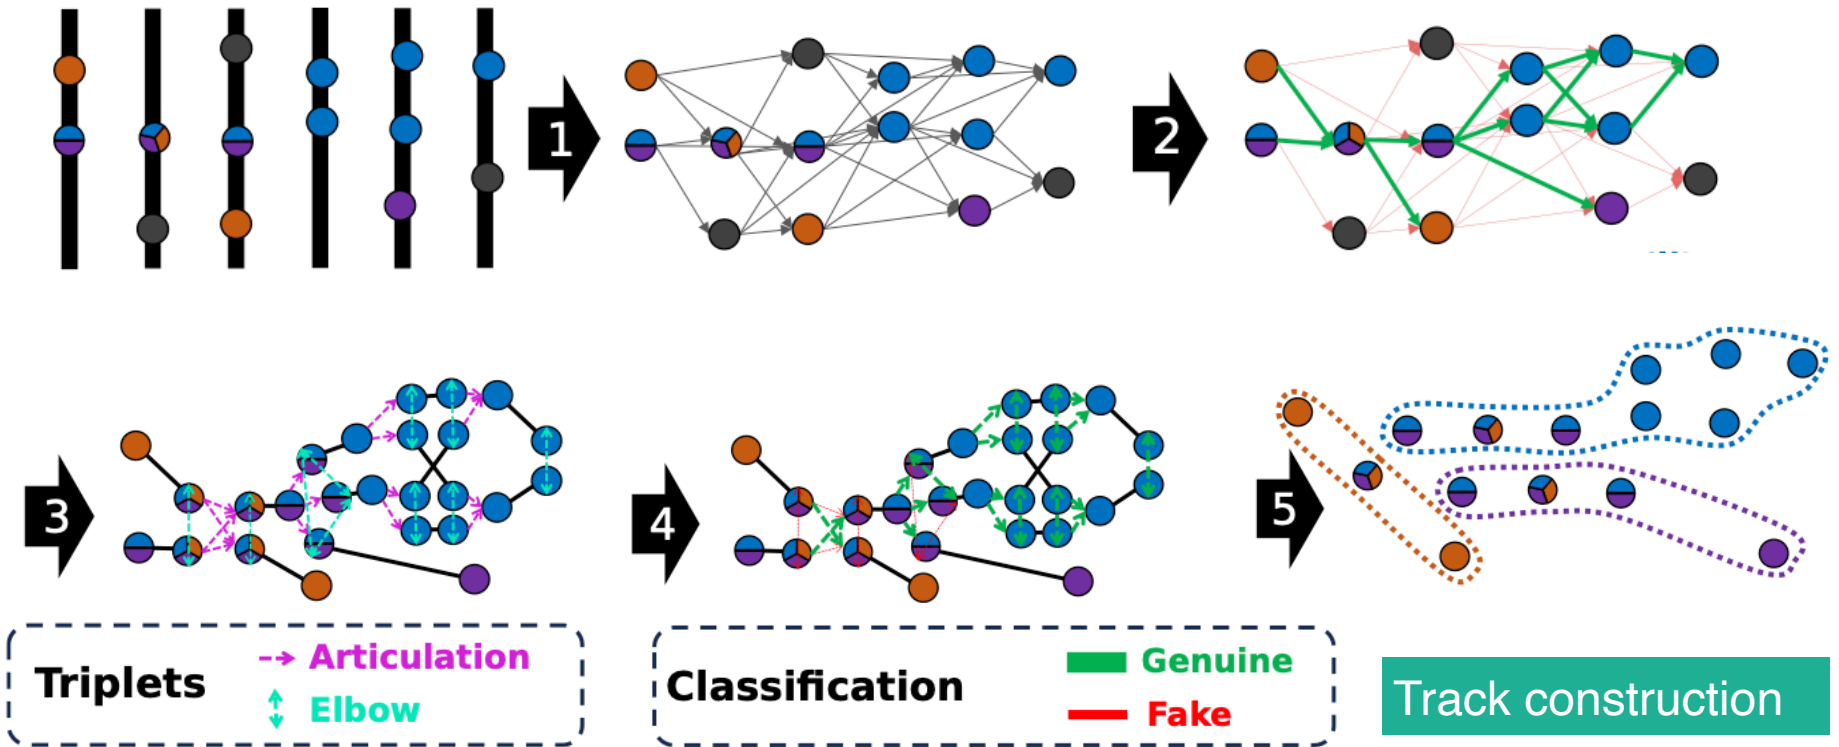 1
2
3
4
5
Triplets
Articulation
Elbow
Classification
Genuine
Fake
Track construction